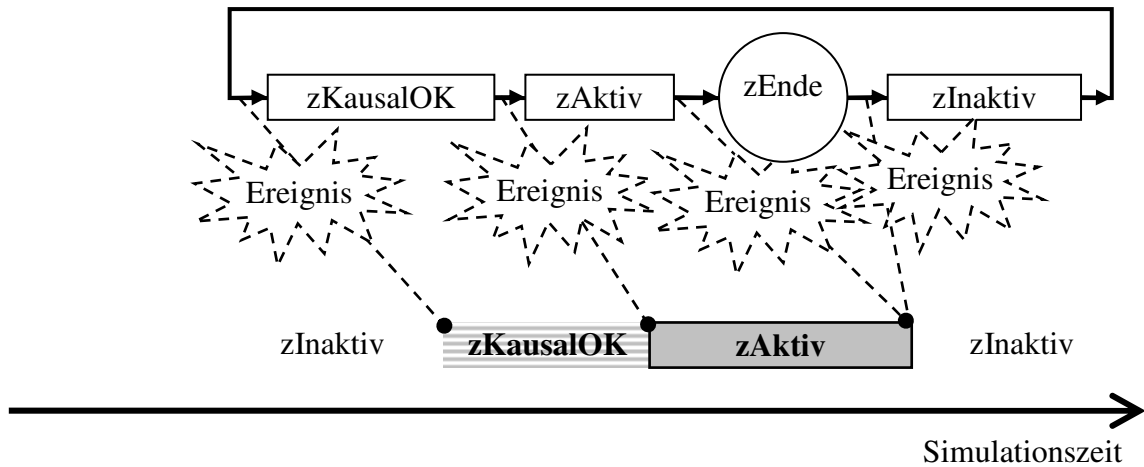 zKausalOK zAktiv zEnde zInaktiv
Ereignis Ereignis Ereignis Ereignis
zInaktiv zKausalOK zAktiv zInaktiv
Simulationszeit